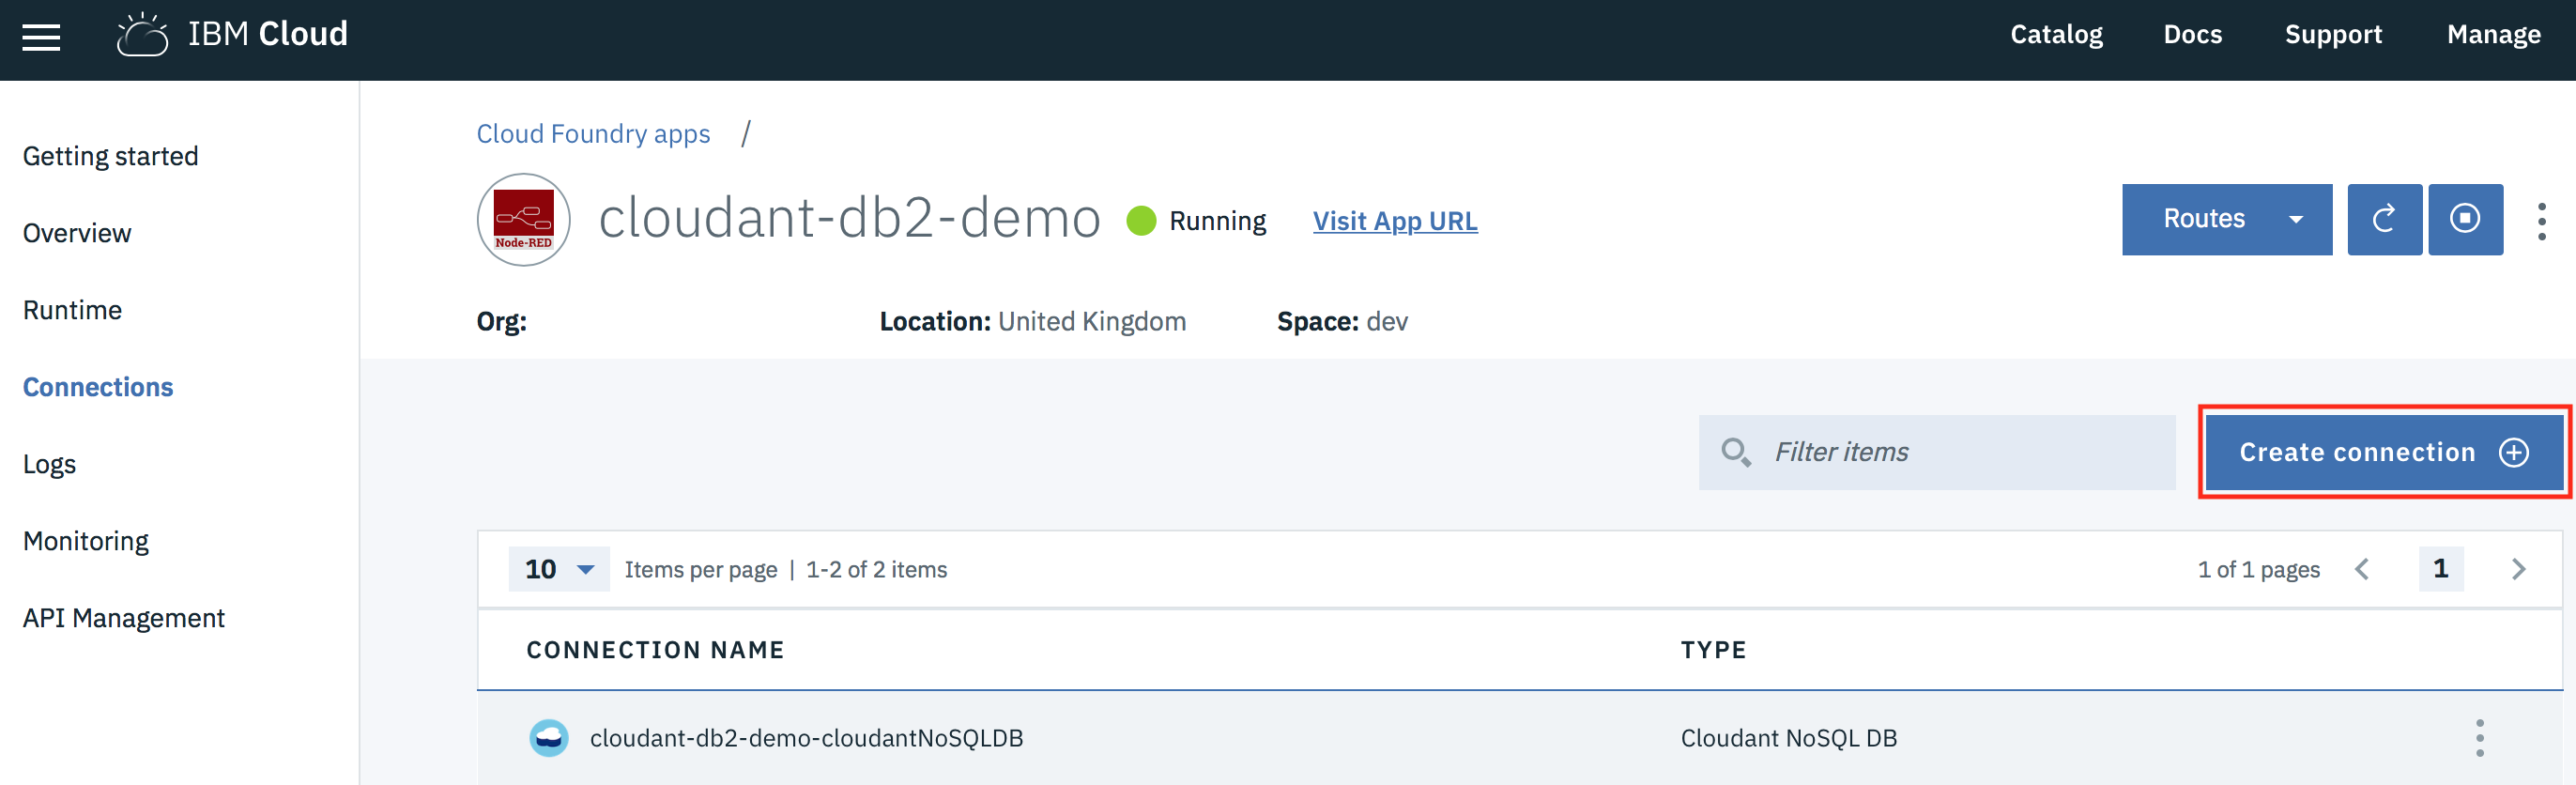 IBM Cloud
Catalog Docs Support Manage
Getting started
Overview
Runtime
Connections
Logs
Monitoring
API Management
Cloud Foundry apps /
Node-RED
cloudant-db2-demo Running Visit App URL
Routes
Org: Location: United Kingdom Space: dev
Filter items
Create connection
10 Items per page | 1-2 of 2 items
1 of 1 pages 1
CONNECTION NAME TYPE
cloudant-db2-demo-cloudantNoSQLDB Cloudant NoSQL DB